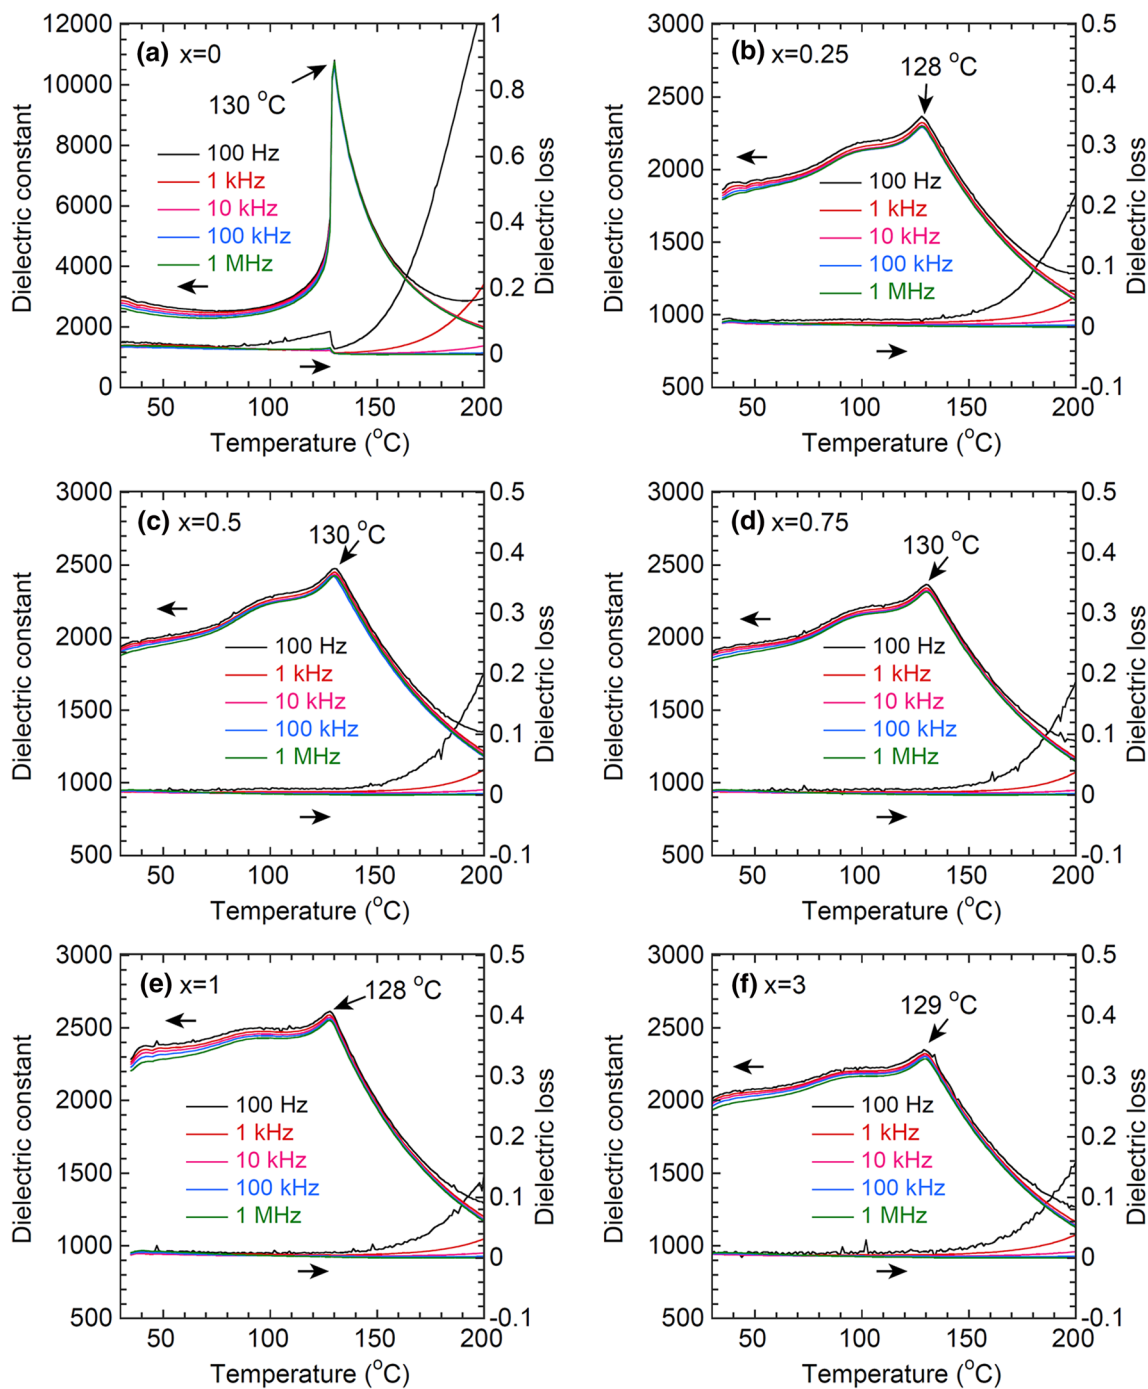 (a) x=0
130 °C
100 Hz
1 kHz
10 kHz
100 kHz
1 MHz
12000
10000
8000
6000
4000
2000
0
Dielectric constant
1
0.8
0.6
0.4
0.2
0
Dielectric loss
50 100 150 200
Temperature (°C)
(b) x=0.25
128 °C
100 Hz
1 kHz
10 kHz
100 kHz
1 MHz
3000
2500
2000
1500
1000
500
Dielectric constant
0.5
0.4
0.3
0.2
0.1
0
-0.1
Dielectric loss
50 100 150 200
Temperature (°C)
(c) x=0.5
130 °C
100 Hz
1 kHz
10 kHz
100 kHz
1 MHz
3000
2500
2000
1500
1000
500
Dielectric constant
0.5
0.4
0.3
0.2
0.1
0
-0.1
Dielectric loss
50 100 150 200
Temperature (°C)
(d) x=0.75
130 °C
100 Hz
1 kHz
10 kHz
100 kHz
1 MHz
3000
2500
2000
1500
1000
500
Dielectric constant
0.5
0.4
0.3
0.2
0.1
0
-0.1
Dielectric loss
50 100 150 200
Temperature (°C)
(e) x=1
128 °C
100 Hz
1 kHz
10 kHz
100 kHz
1 MHz
3000
2500
2000
1500
1000
500
Dielectric constant
0.5
0.4
0.3
0.2
0.1
0
-0.1
Dielectric loss
50 100 150 200
Temperature (°C)
(f) x=3
129 °C
100 Hz
1 kHz
10 kHz
100 kHz
1 MHz
3000
2500
2000
1500
1000
500
Dielectric constant
0.5
0.4
0.3
0.2
0.1
0
-0.1
Dielectric loss
50 100 150 200
Temperature (°C)